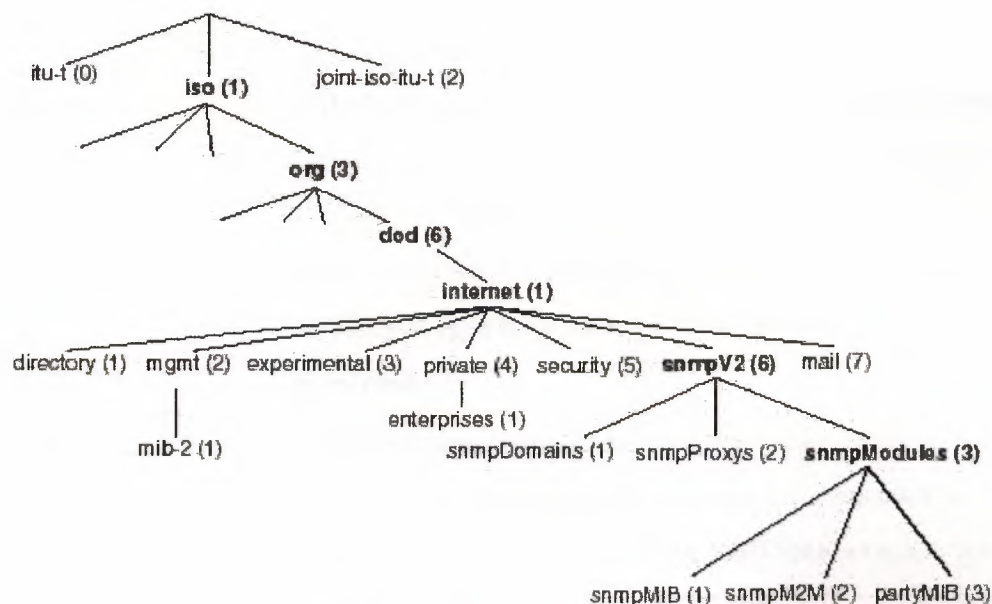 itu-t (0)
joint-iso-itu-t (2)
iso (1)
org (3)
dod (6)
internet (1)
directory (1) mgmt (2) experimental (3) private (4) security (5) snmpV2 (6) mail (7)
enterprises (1)
mib-2 (1) snmpDomains (1) snmpProxys (2) snmpModules (3)
snmpMIB (1) snmpM2M (2) partyMIB (3)